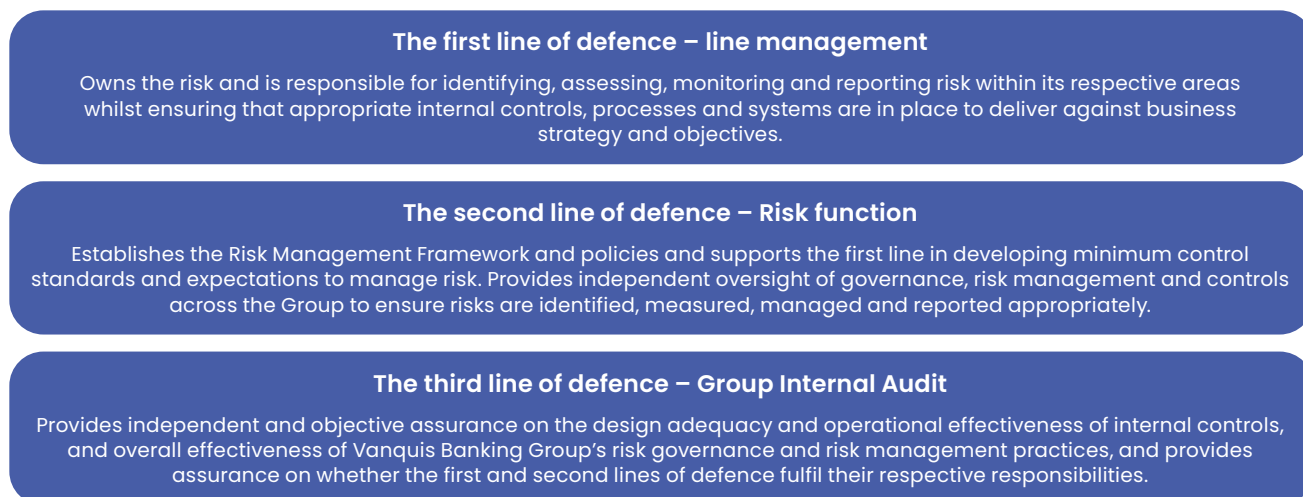 The first line of defence – line management
Owns the risk and is responsible for identifying, assessing, monitoring and reporting risk within its respective areas
whilst ensuring that appropriate internal controls, processes and systems are in place to deliver against business
strategy and objectives.
The second line of defence – Risk function
Establishes the Risk Management Framework and policies and supports the first line in developing minimum control
standards and expectations to manage risk. Provides independent oversight of governance, risk management and controls
across the Group to ensure risks are identified, measured, managed and reported appropriately.
The third line of defence – Group Internal Audit
Provides independent and objective assurance on the design adequacy and operational effectiveness of internal controls,
and overall effectiveness of Vanquis Banking Group’s risk governance and risk management practices, and provides
assurance on whether the first and second lines of defence fulfil their respective responsibilities.